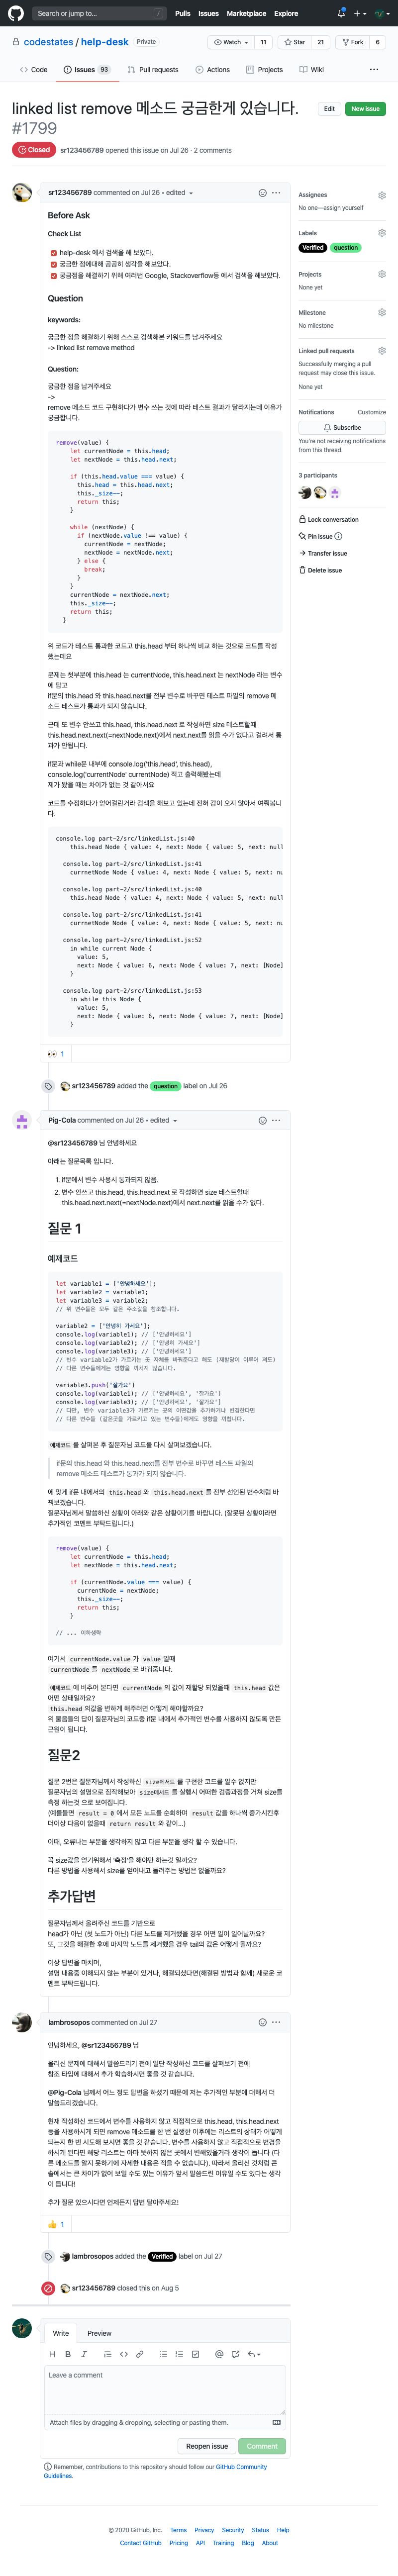 Search or jump to...
/
Pulls Issues Marketplace Explore
codestates / help-desk Private
Watch 11 Star 21 Fork 6
Code Issues 93 Pull requests Actions Projects Wiki ...
linked list remove 메소드 궁금한게 있습니다.
#1799
Edit New issue
Closed sr123456789 opened this issue on Jul 26 · 2 comments
sr123456789 commented on Jul 26 • edited
Before Ask
Check List
help-desk 에서 검색을 해 보았다.
궁금한 점에대해 곰곰히 생각을 해보았다.
궁금점을 해결하기 위해 여러번 Google, Stackoverflow등 에서 검색을 해보았다.
Question
keywords:
궁금한 점을 해결하기 위해 스스로 검색해본 키워드를 남겨주세요
-> linked list remove method
Question:
궁금한 점을 남겨주세요
->
remove 메소드 코드 구현하다가 변수 쓰는 것에 따라 테스트 결과가 달라지는데 이유가
궁금합니다.
remove(value) {
let currentNode = this.head;
let nextNode = this.head.next;
if (this.head.value === value) {
this.head = this.head.next;
this._size--;
return this;
}
while (nextNode) {
if (nextNode.value !== value) {
currentNode = nextNode;
nextNode = nextNode.next;
} else {
break;
}
}
currentNode = nextNode.next;
this._size--;
return this;
}
위 코드가 테스트 통과한 코드고 this.head 부터 하나씩 비교 하는 것으로 코드를 작성
했는데요
문제는 첫부분에 this.head 는 currentNode, this.head.next 는 nextNode 라는 변수
에 담고
if문의 this.head 와 this.head.next를 전부 변수로 바꾸면 테스트 파일의 remove 메
소드 테스트가 통과가 되지 않습니다.
근데 또 변수 안쓰고 this.head, this.head.next 로 작성하면 size 테스트할때
this.head.next.next(=nextNode.next)에서 next.next를 읽을 수가 없다고 걸려서 통
과가 안됩니다.
if문과 while문 내부에 console.log('this.head', this.head),
console.log('currentNode' currentNode) 적고 출력해봤는데
제가 봤을 때는 차이가 없는 것 같아서요
코드를 수정하다가 얻어걸린거라 검색을 해보고 있는데 전혀 감이 오지 않아서 여쭤봅니
다.
console.log part-2/src/linkedList.js:40
this.head Node { value: 4, next: Node { value: 5, next: null
console.log part-2/src/linkedList.js:41
currnetNode Node { value: 4, next: Node { value: 5, next: nu
console.log part-2/src/linkedList.js:40
this.head Node { value: 4, next: Node { value: 5, next: null
console.log part-2/src/linkedList.js:41
currnetNode Node { value: 4, next: Node { value: 5, next: nu
console.log part-2/src/linkedList.js:52
in while current Node {
value: 5,
next: Node { value: 6, next: Node { value: 7, next: [Node]
}
console.log part-2/src/linkedList.js:53
in while this Node {
value: 5,
next: Node { value: 6, next: Node { value: 7, next: [Node]
}
👀 1
sr123456789 added the question label on Jul 26
Pig-Cola commented on Jul 26 • edited
@sr123456789 님 안녕하세요
아래는 질문목록 입니다.
1. if문에서 변수 사용시 통과되지 않음.
2. 변수 안쓰고 this.head, this.head.next 로 작성하면 size 테스트할때
this.head.next.next(=nextNode.next)에서 next.next를 읽을 수가 없다.
질문 1
예제코드
let variable1 = ['안녕하세요'];
let variable2 = variable1;
let variable3 = variable2;
// 위 변수들은 모두 같은 주소값을 참조합니다.
variable2 = ['안녕히 가세요'];
console.log(variable1); // ['안녕하세요']
console.log(variable2); // ['안녕히 가세요']
console.log(variable3); // ['안녕하세요']
// 변수 variable2가 가르키는 곳 자체를 바꿔준다고 해도 (재할당이 이루어 져도)
// 다른 변수들에게는 영향을 끼치지 않습니다.
variable3.push('잘가요')
console.log(variable1); // ['안녕하세요', '잘가요']
console.log(variable3); // ['안녕하세요', '잘가요']
// 다만, 변수 variable3가 가르키는 곳의 어떤값을 추가하거나 변경한다면
// 다른 변수들 (같은곳을 가르키고 있는 변수들)에게도 영향을 끼칩니다.
예제코드 를 살펴본 후 질문자님 코드를 다시 살펴보겠습니다.
if문의 this.head 와 this.head.next를 전부 변수로 바꾸면 테스트 파일의
remove 메소드 테스트가 통과가 되지 않습니다.
에 맞게 if문 내에서의 this.head 와 this.head.next 를 전부 선언된 변수처럼 바
꿔보겠습니다.
질문자님께서 말씀하신 상황이 아래와 같은 상황이기를 바랍니다. (잘못된 상황이라면
추가적인 코멘트 부탁드립니다.)
remove(value) {
let currentNode = this.head;
let nextNode = this.head.next;
if (currentNode.value === value) {
currentNode = nextNode;
this._size--;
return this;
}
// ... 이하생략
여기서 currentNode.value 가 value 일때
currentNode 를 nextNode 로 바꿔줍니다.
예제코드 에 비추어 본다면 currentNode 의 값이 재할당 되었을때 this.head 값은
어떤 상태일까요?
this.head 의값을 변하게 해주려면 어떻게 해야할까요?
위 물음들의 답이 질문자님의 코드중 if문 내에서 추가적인 변수를 사용하지 않도록 만든
근원이 됩니다.
질문2
질문 2번은 질문자님께서 작성하신 size메서드 를 구현한 코드를 알수 없지만
질문자님의 설명으로 짐작해보아 size메서드 를 실행시 어떠한 검증과정을 거쳐 size를
측정 하는것 으로 보여집니다.
(예를들면 result = 0 에서 모든 노드를 순회하며 result 값을 하나씩 증가시킨후
더이상 다음이 없을때 return result 와 같이...)
이때, 오류나는 부분을 생각하지 않고 다른 부분을 생각 할 수 있습니다.
꼭 size값을 얻기위해서 '측정'을 해야만 하는것 일까요?
다른 방법을 사용해서 size를 얻어내고 돌려주는 방법은 없을까요?
추가답변
질문자님께서 올려주신 코드를 기반으로
head가 아닌 (첫 노드가 아닌) 다른 노드를 제거했을 경우 어떤 일이 일어날까요?
또, 그것을 해결한 후에 마지막 노드를 제거했을 경우 tail의 값은 어떻게 될까요?
이상 답변을 마치며,
설명 내용중 이해되지 않는 부분이 있거나, 해결되셨다면(해결된 방법과 함께) 새로운 코
멘트 부탁드립니다.
lambrosopos commented on Jul 27
안녕하세요, @sr123456789 님
올리신 문제에 대해서 말씀드리기 전에 일단 작성하신 코드를 살펴보기 전에
참조 타입에 대해서 추가 학습하시면 좋을 것 같습니다.
@Pig-Cola 님께서 어느 정도 답변을 하셨기 때문에 저는 추가적인 부분에 대해서 더
말씀드리겠습니다.
현재 작성하신 코드에서 변수를 사용하지 않고 직접적으로 this.head, this.head.next
등을 사용하시게 되면 remove 메소드를 한 번 실행한 이후에는 리스트의 상태가 어떻게
되는지 한 번 시도해 보시면 좋을 것 같습니다. 변수를 사용하지 않고 직접적으로 변경을
하시게 된다면 해당 리스트는 아마 뜻하지 않은 곳에서 변해있을거라 생각이 듭니다 (다
른 메소드를 알지 못하기에 자세한 내용은 적을 수 없습니다). 따라서 올리신 것처럼 콘
솔에서는 큰 차이가 없어 보일 수도 있는 이유가 앞서 말씀드린 이유일 수도 있다는 생각
이 듭니다!
추가 질문 있으시다면 언제든지 답변 달아주세요!
👍 1
lambrosopos added the Verified label on Jul 27
sr123456789 closed this on Aug 5
Write Preview
Leave a comment
Attach files by dragging & dropping, selecting or pasting them.
Reopen issue Comment
Remember, contributions to this repository should follow our GitHub Community
Guidelines.
Assignees
No one—assign yourself
Labels
Verified question
Projects
None yet
Milestone
No milestone
Linked pull requests
Successfully merging a pull
request may close this issue.
None yet
Notifications Customize
Subscribe
You're not receiving notifications
from this thread.
3 participants
Lock conversation
Pin issue
Transfer issue
Delete issue
© 2020 GitHub, Inc. Terms Privacy Security Status Help
Contact GitHub Pricing API Training Blog About